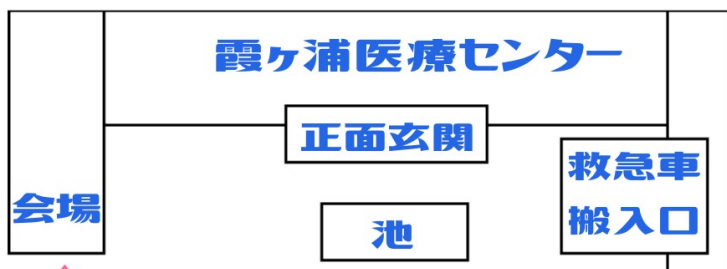 霞ヶ浦医療センター
正面玄関
救急車
搬入口
会場
池